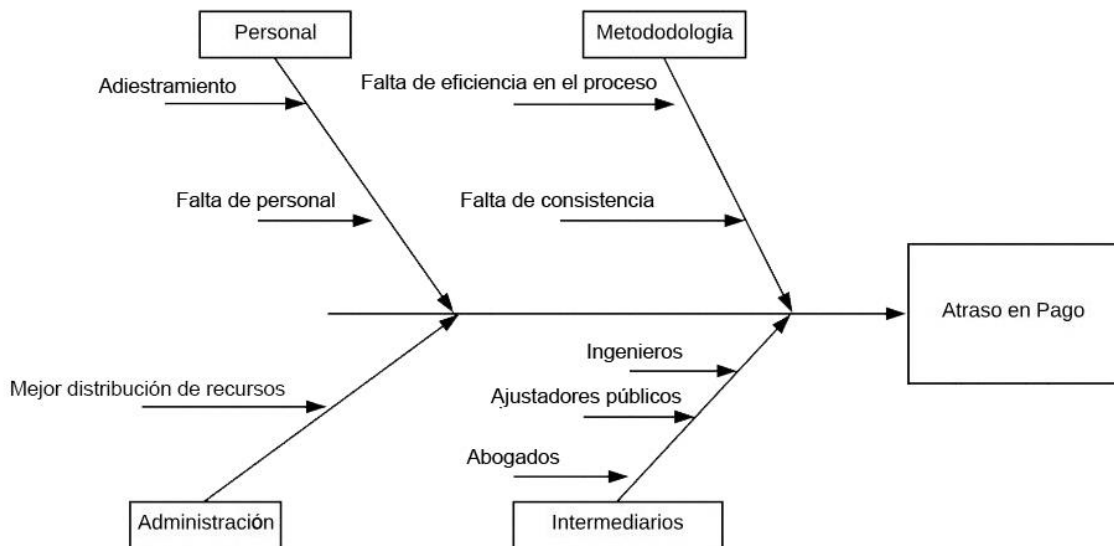 Personal
Metododología
Adiestramiento
Falta de eficiencia en el proceso
Falta de personal
Falta de consistencia
Atraso en Pago
Ingenieros
Mejor distribución de recursos
Ajustadores públicos
Abogados
Administración
Intermediarios